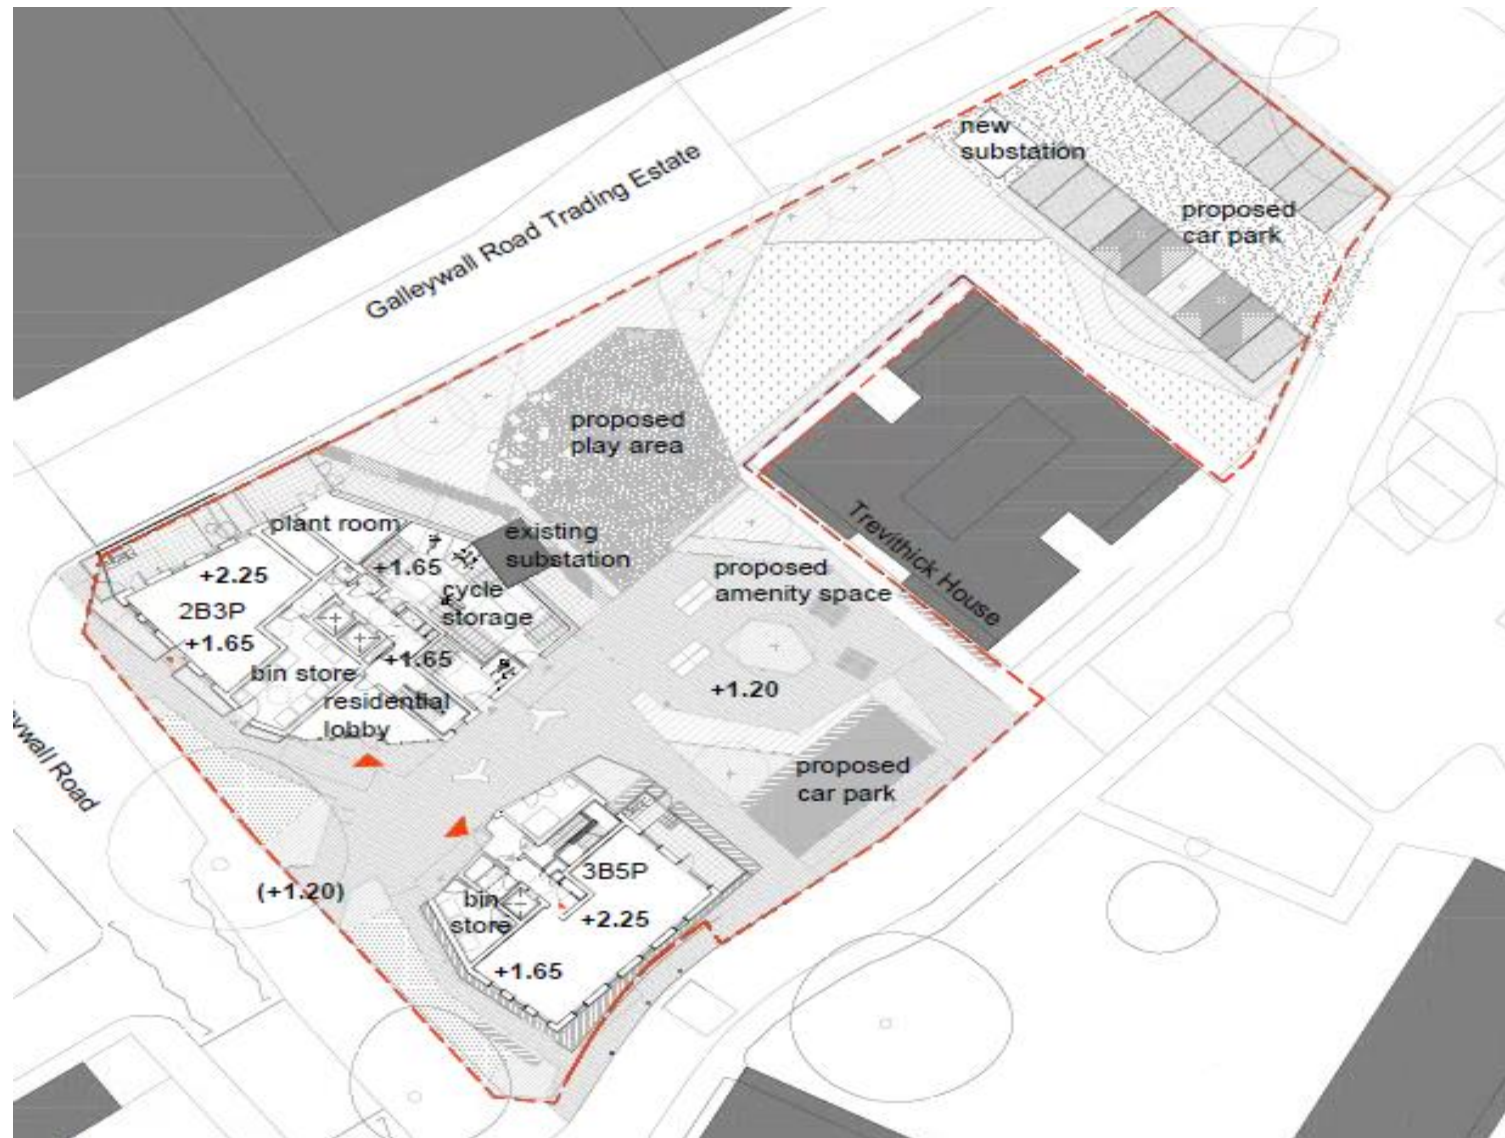 new
substation
Galleywall Road Trading Estate
proposed
car park
proposed
play area
plant room
existing
substation
Trevithick House
+2.25
+1.65
cycle
storage
proposed
amenity space
2B3P
+1.65
+1.65
bin store
residential
lobby
+1.20
ywall Road
proposed
car park
3B5P
(+1.20)
bin
store
+2.25
+1.65